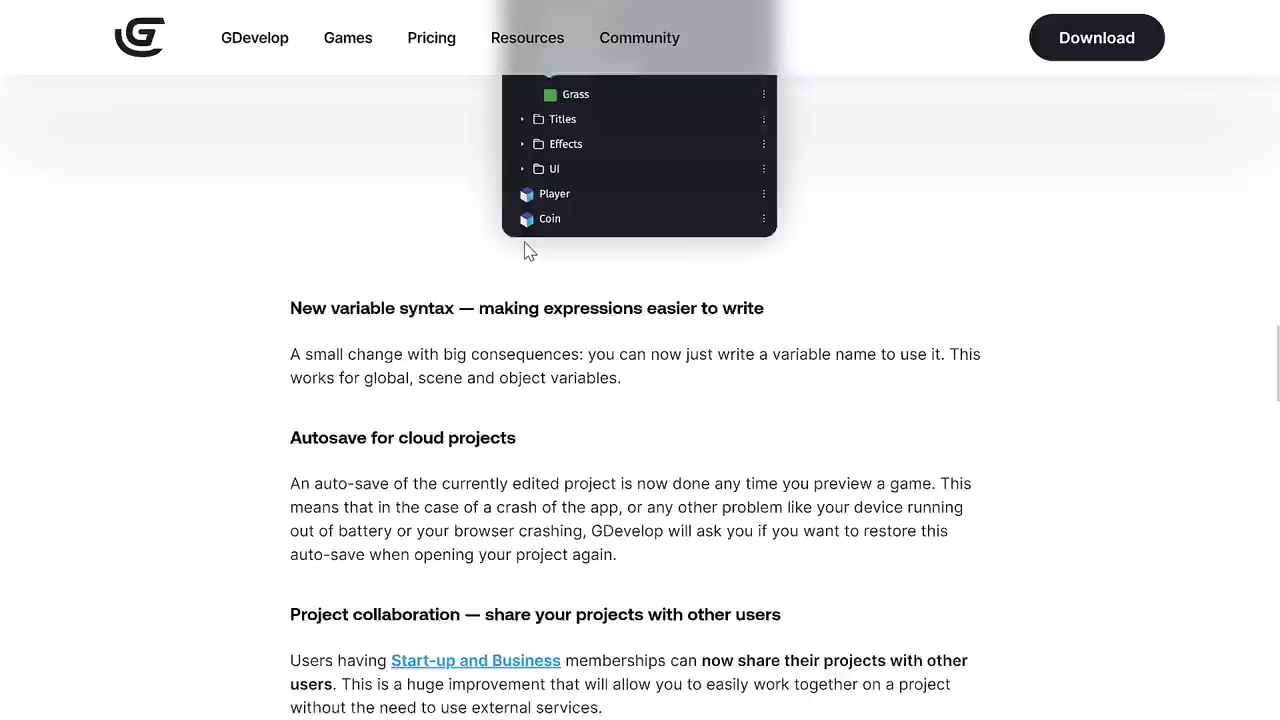 GDevelop Games Pricing Resources Community Download
Grass
Titles
Effects
UI
Player
Coin
New variable syntax — making expressions easier to write
A small change with big consequences: you can now just write a variable name to use it. This
works for global, scene and object variables.
Autosave for cloud projects
An auto-save of the currently edited project is now done any time you preview a game. This
means that in the case of a crash of the app, or any other problem like your device running
out of battery or your browser crashing, GDevelop will ask you if you want to restore this
auto-save when opening your project again.
Project collaboration — share your projects with other users
Users having Start-up and Business memberships can now share their projects with other
users. This is a huge improvement that will allow you to easily work together on a project
without the need to use external services.